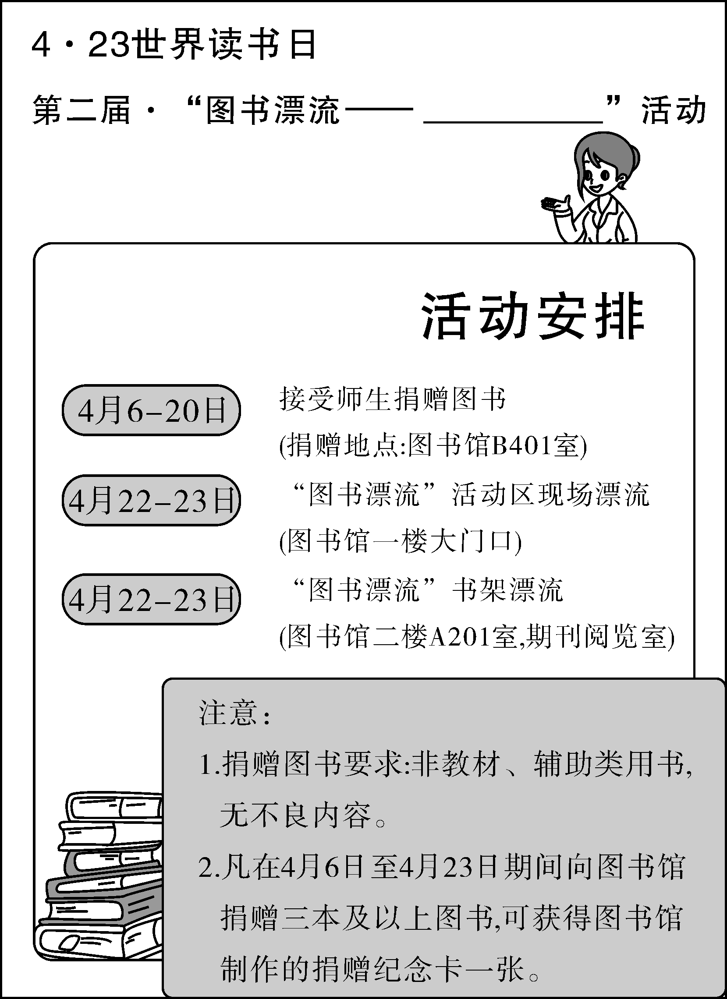 4·23世界读书日
第二届·“图书漂流——________”活动
活动安排
4月6-20日
接受师生捐赠图书
(捐赠地点:图书馆B401室)
4月22-23日
“图书漂流”活动区现场漂流
(图书馆一楼大门口)
4月22-23日
“图书漂流”书架漂流
(图书馆二楼A201室,期刊阅览室)
注意:
1.捐赠图书要求:非教材、辅助类用书,
无不良内容。
2.凡在4月6日至4月23日期间向图书馆
捐赠三本及以上图书,可获得图书馆
制作的捐赠纪念卡一张。